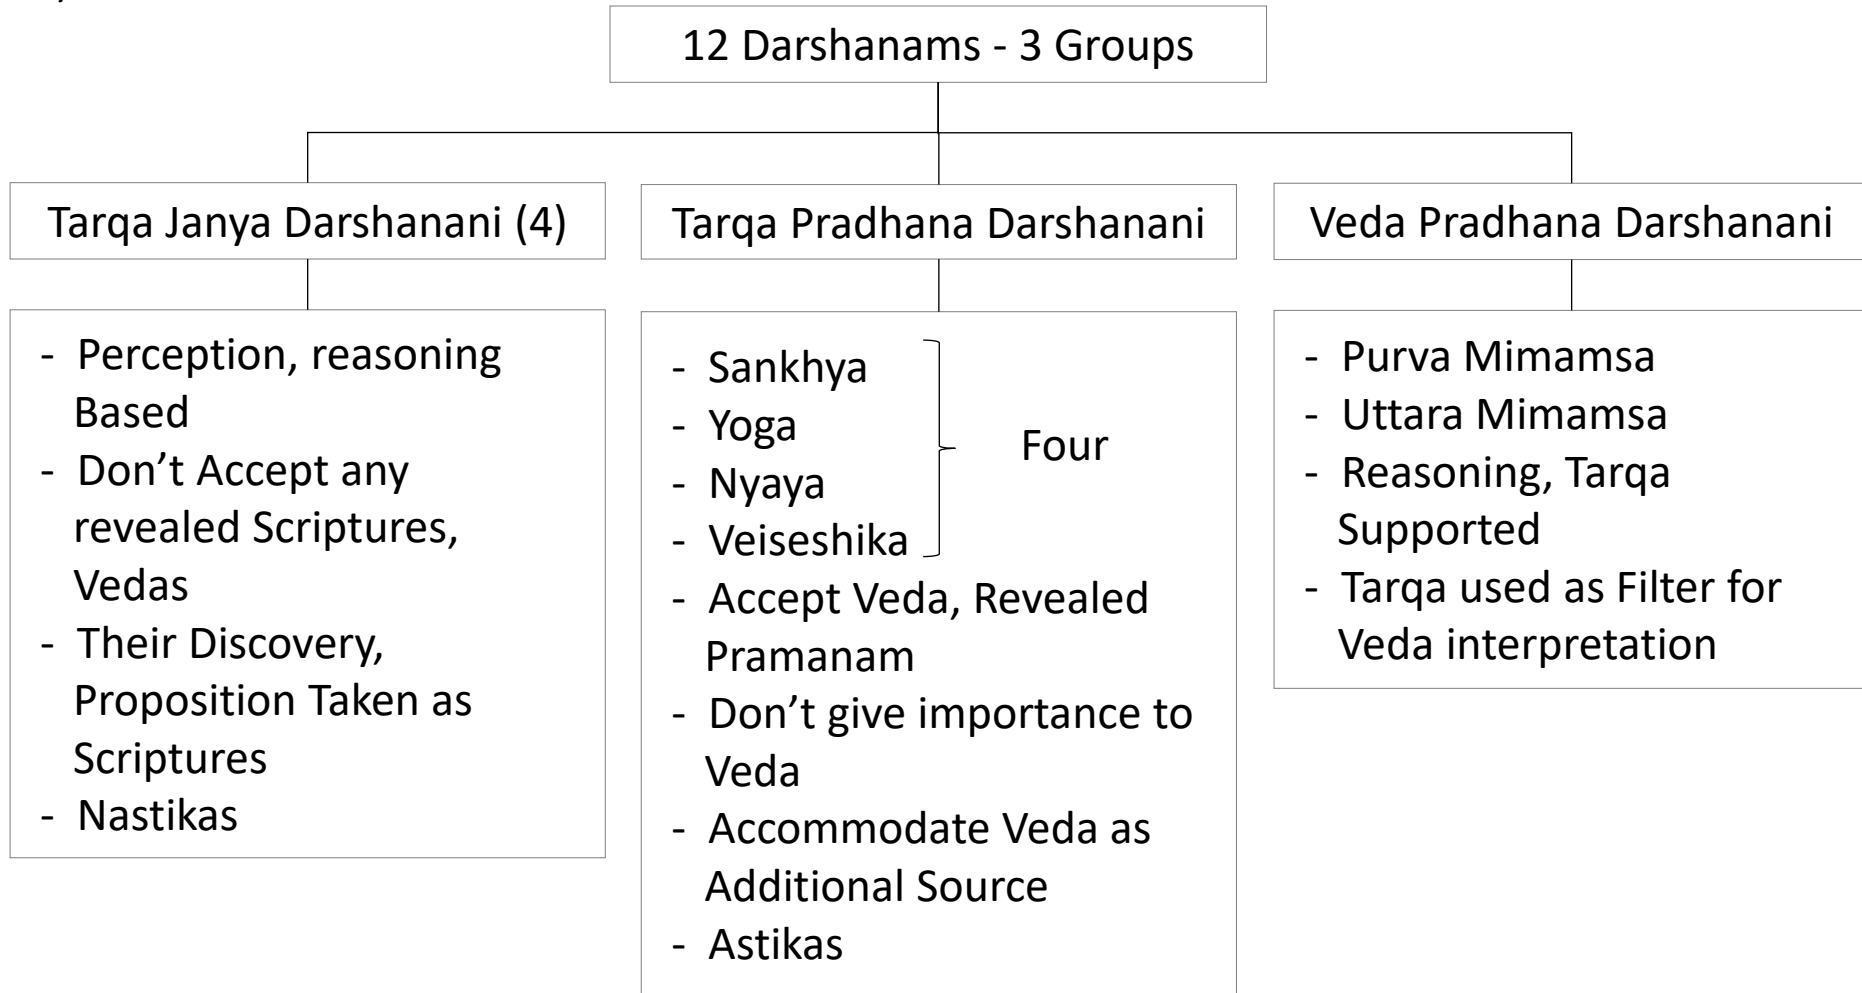 12 Darshanams - 3 Groups
Tarqa Janya Darshanani (4)
- Perception, reasoning
Based
- Don’t Accept any
revealed Scriptures,
Vedas
- Their Discovery,
Proposition Taken as
Scriptures
- Nastikas
Tarqa Pradhana Darshanani
- Sankhya
- Yoga
- Nyaya
- Veiseshika
Four
- Accept Veda, Revealed
Pramanam
- Don’t give importance to
Veda
- Accommodate Veda as
Additional Source
- Astikas
Veda Pradhana Darshanani
- Purva Mimamsa
- Uttara Mimamsa
- Reasoning, Tarqa
Supported
- Tarqa used as Filter for
Veda interpretation